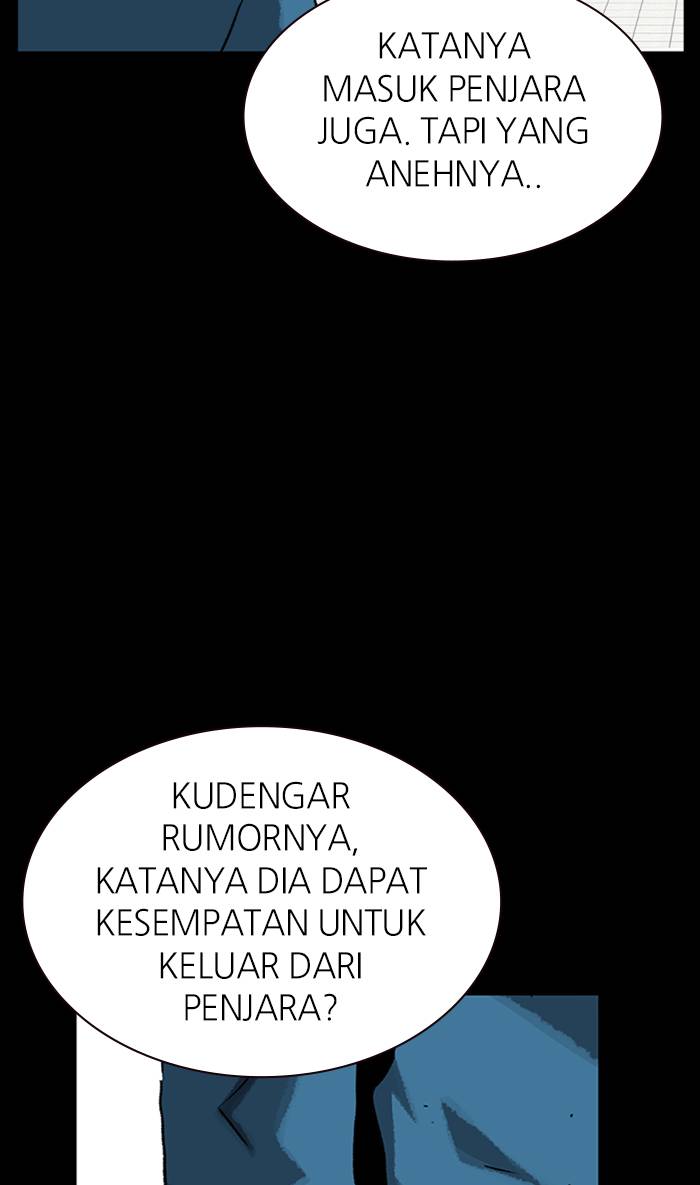 KATANYA
MASUK PENJARA
JUGA. TAPI YANG
ANEHNYA..
KUDENGAR
RUMORNYA,
KATANYA DIA DAPAT
KESEMPATAN UNTUK
KELUAR DARI
PENJARA?